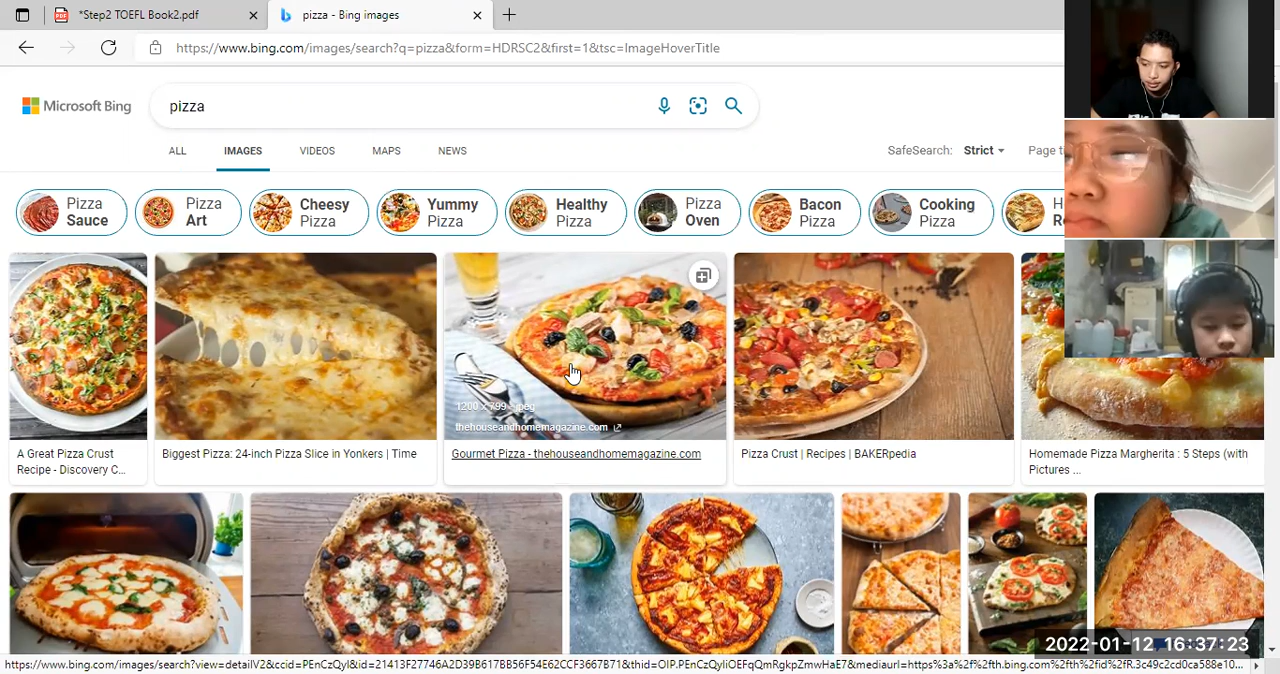 *Step2 TOEFL Book2.pdf
pizza - Bing images
https://www.bing.com/images/search?q=pizza&form=HDRSC2&first=1&tsc=ImageHoverTitle
Microsoft Bing
pizza
ALL IMAGES VIDEOS MAPS NEWS
SafeSearch: Strict
Pizza Sauce
Pizza Art
Cheesy Pizza
Yummy Pizza
Healthy Pizza
Pizza Oven
Bacon Pizza
Cooking Pizza
1200 x 799 · jpeg
thehouseandhomemagazine.com
A Great Pizza Crust
Recipe - Discovery C...
Biggest Pizza: 24-inch Pizza Slice in Yonkers | Time
Gourmet Pizza - thehouseandhomemagazine.com
Pizza Crust | Recipes | BAKERpedia
Homemade Pizza Margherita : 5 Steps (with
Pictures ...
2022-01-12 16:37:23